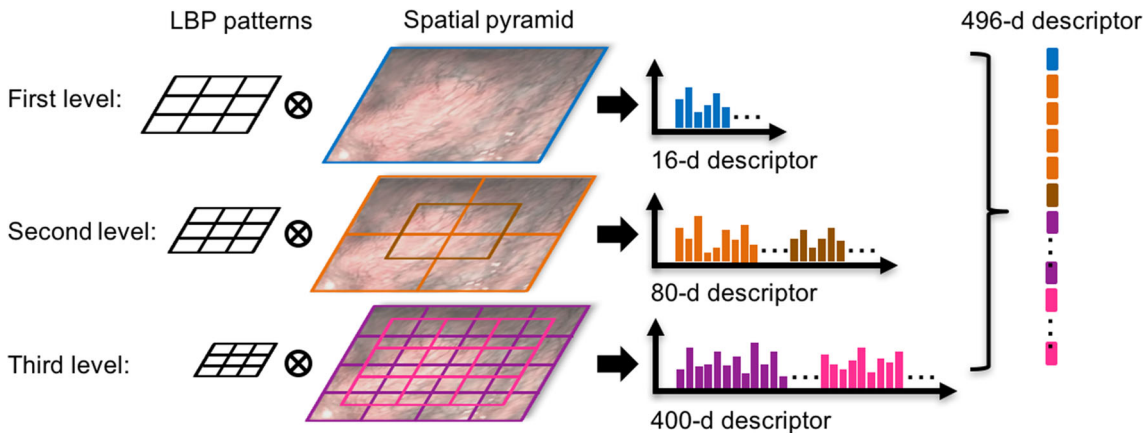 LBP patterns
Spatial pyramid
496-d descriptor
First level:
16-d descriptor
Second level:
80-d descriptor
Third level:
400-d descriptor